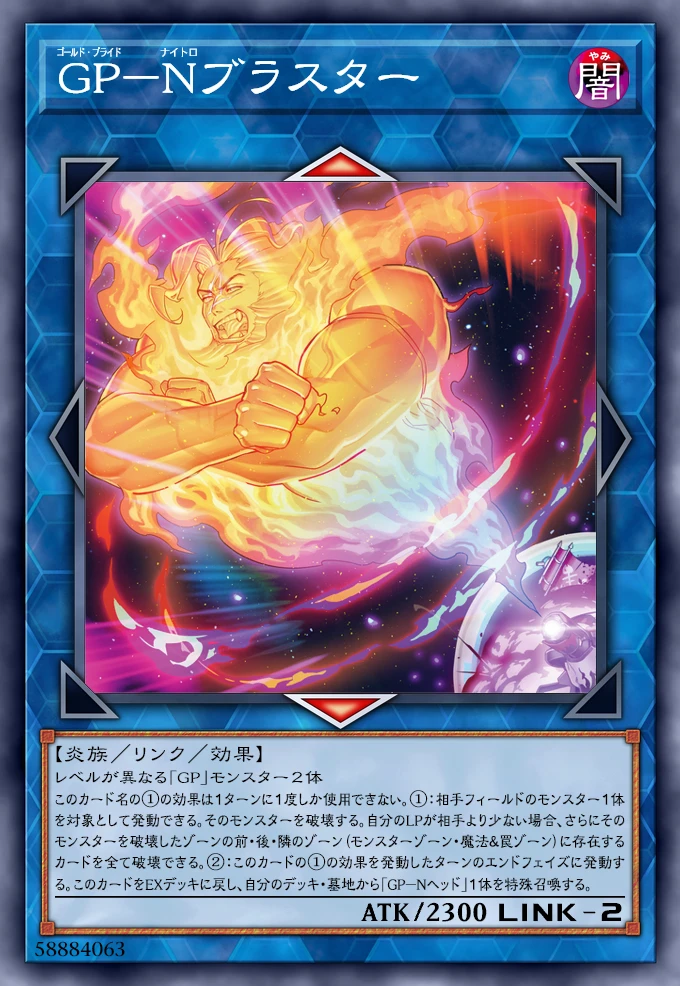 ゴールド・プライド ナイトロ
GP－Nブラスター
やみ
闇
【炎族／リンク／効果】
レベルが異なる「GP」モンスター２体
このカード名の①の効果は1ターンに1度しか使用できない。①：相手フィールドのモンスター1体
を対象として発動できる。そのモンスターを破壊する。自分のLPが相手より少ない場合、さらにその
モンスターを破壊したゾーンの前・後・隣のゾーン（モンスターゾーン・魔法&罠ゾーン）に存在する
カードを全て破壊できる。②：このカードの①の効果を発動したターンのエンドフェイズに発動す
る。このカードをEXデッキに戻し、自分のデッキ・墓地から「GP－Nヘッド」1体を特殊召喚する。
ATK/2300 LINK－2
58884063